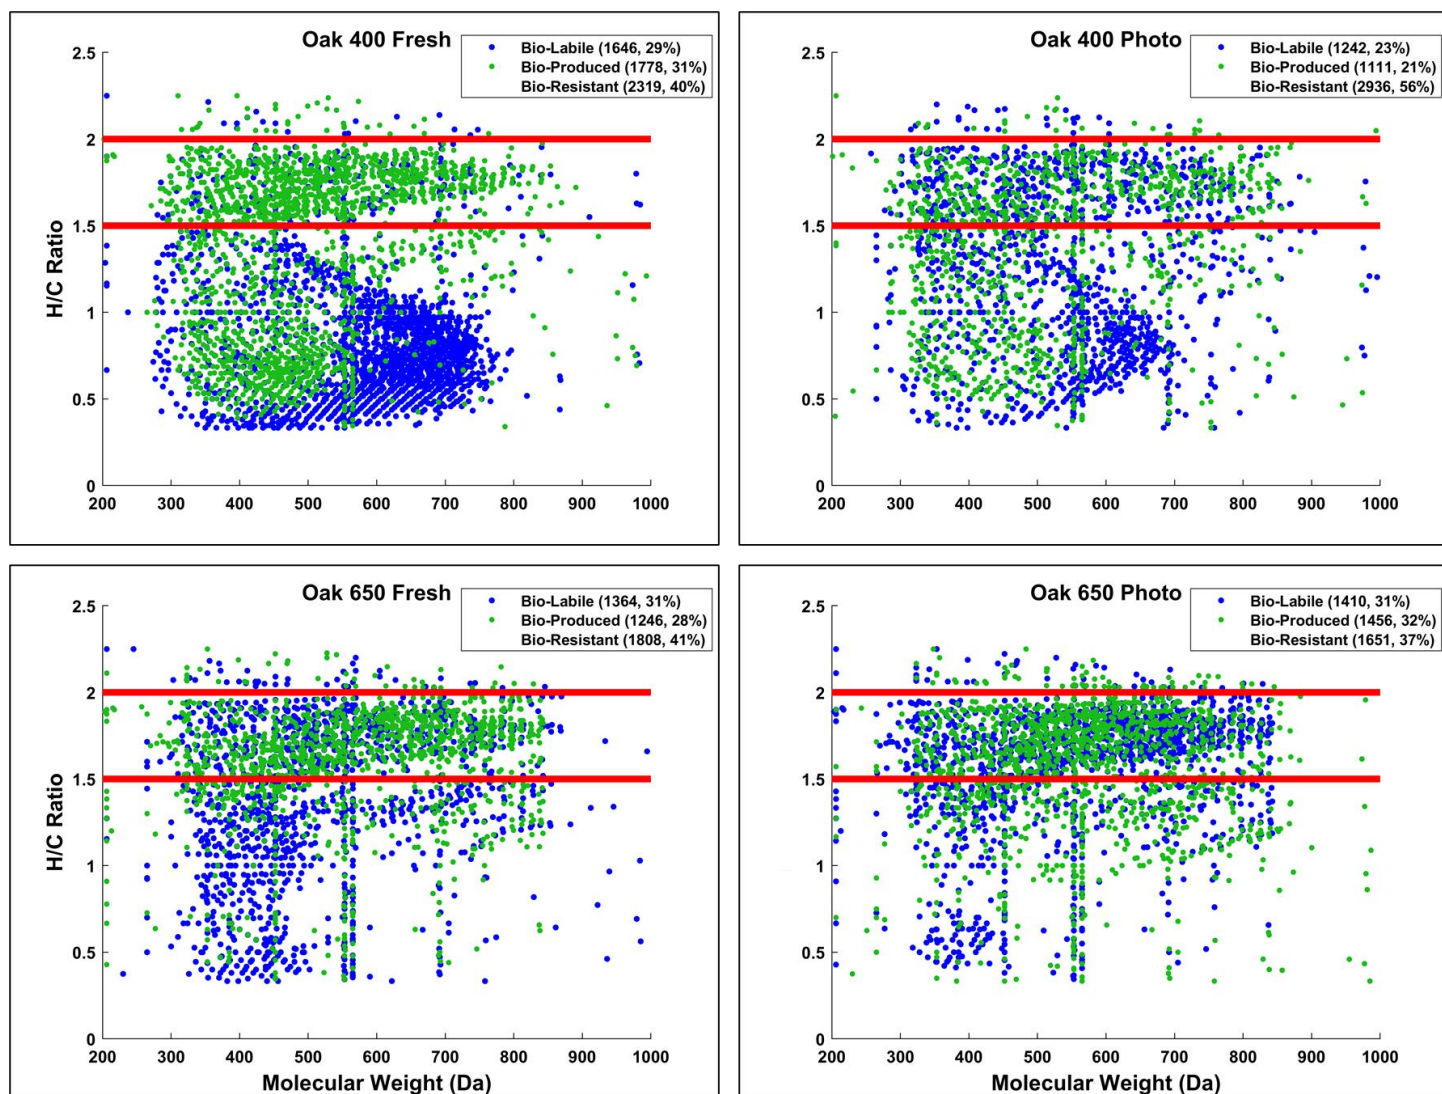 Oak 400 Fresh
Bio-Labile (1646, 29%)
Bio-Produced (1778, 31%)
Bio-Resistant (2319, 40%)
2.5
2
1.5
1
0.5
0
H/C Ratio
200 300 400 500 600 700 800 900 1000
Oak 400 Photo
Bio-Labile (1242, 23%)
Bio-Produced (1111, 21%)
Bio-Resistant (2936, 56%)
2.5
2
1.5
1
0.5
0
200 300 400 500 600 700 800 900 1000
Oak 650 Fresh
Bio-Labile (1364, 31%)
Bio-Produced (1246, 28%)
Bio-Resistant (1808, 41%)
2.5
2
1.5
1
0.5
0
H/C Ratio
200 300 400 500 600 700 800 900 1000
Molecular Weight (Da)
Oak 650 Photo
Bio-Labile (1410, 31%)
Bio-Produced (1456, 32%)
Bio-Resistant (1651, 37%)
2.5
2
1.5
1
0.5
0
200 300 400 500 600 700 800 900 1000
Molecular Weight (Da)